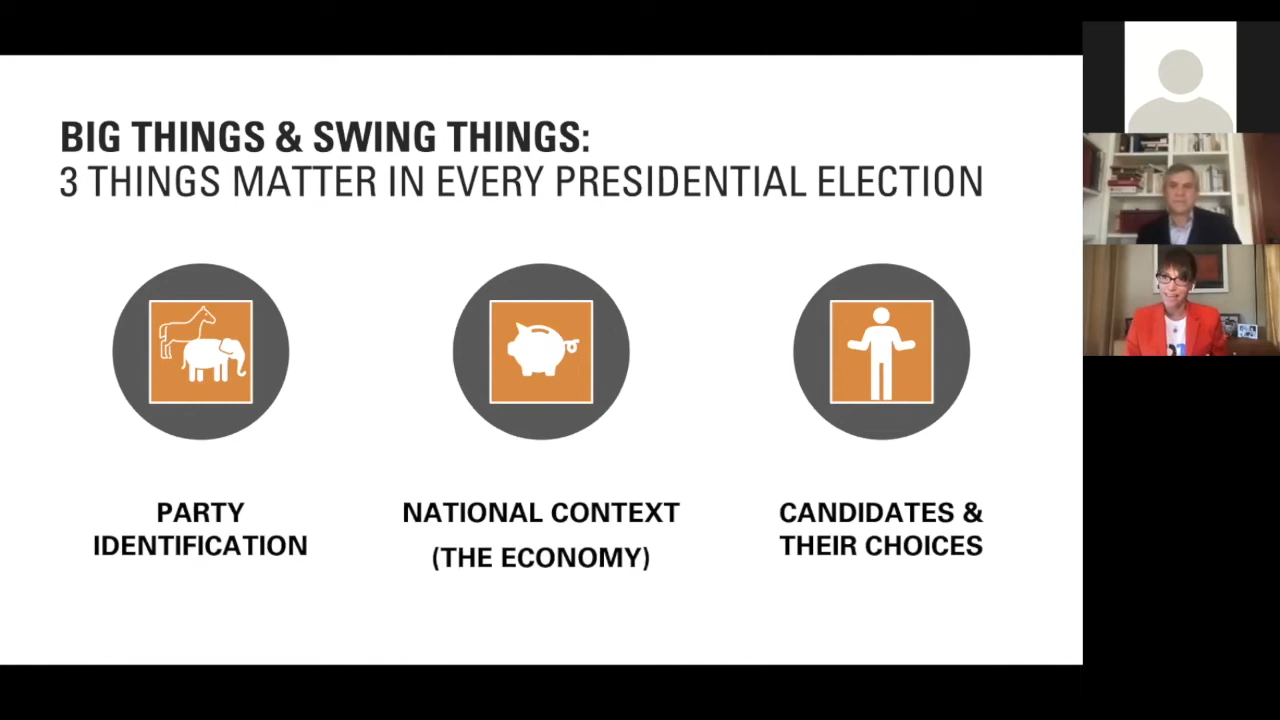 BIG THINGS & SWING THINGS:
3 THINGS MATTER IN EVERY PRESIDENTIAL ELECTION
PARTY
IDENTIFICATION
NATIONAL CONTEXT
(THE ECONOMY)
CANDIDATES &
THEIR CHOICES